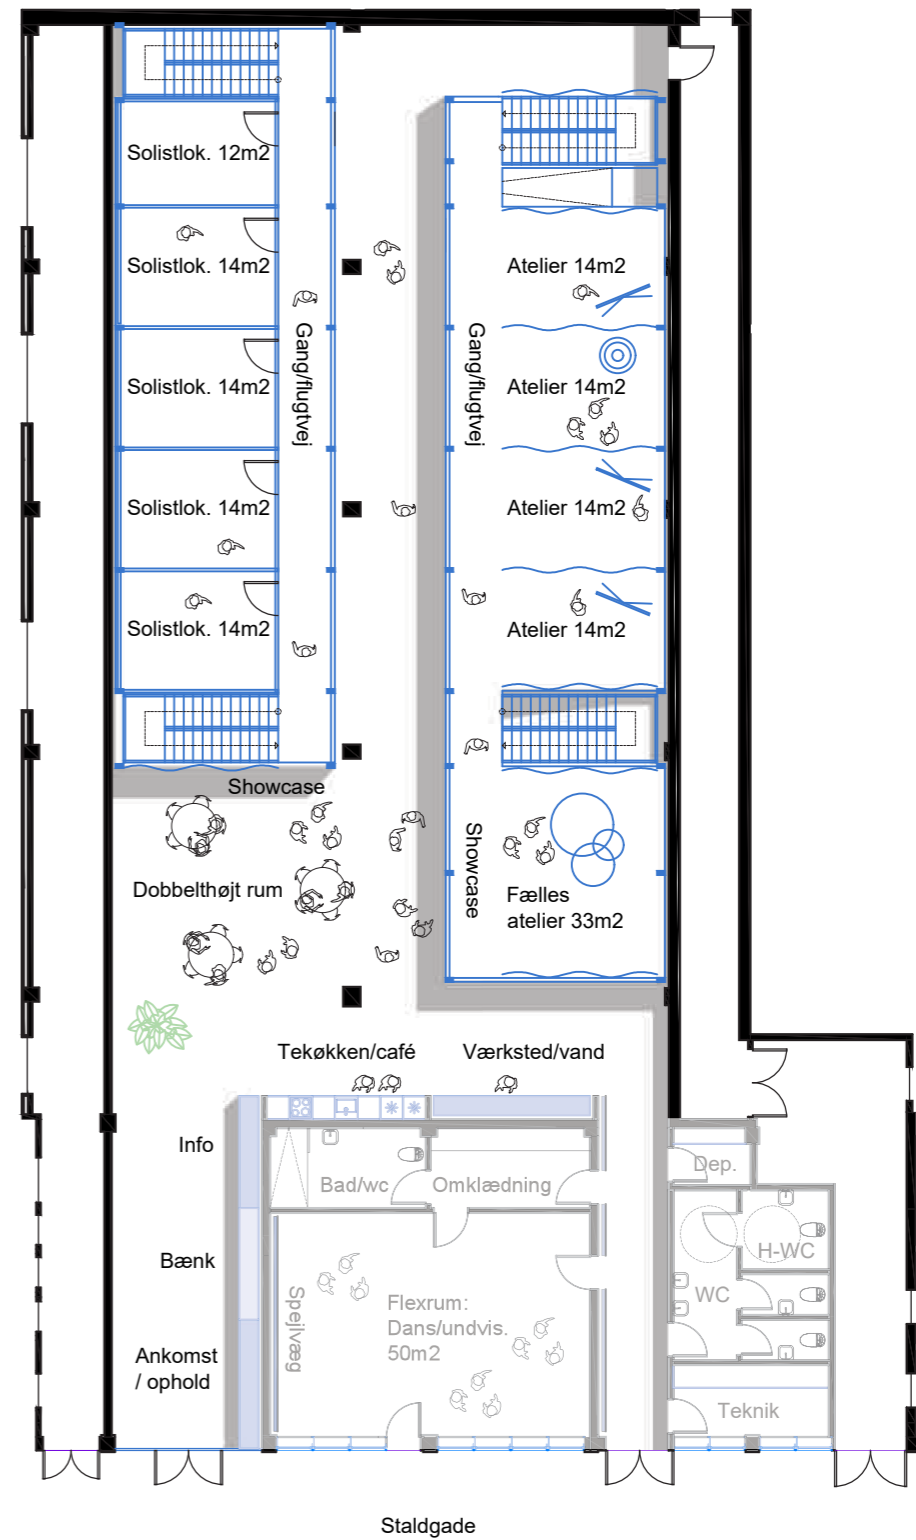 Solistlok. 12m2
Solistlok. 14m2
Solistlok. 14m2
Solistlok. 14m2
Solistlok. 14m2
Gang/flugtvej
Gang/flugtvej
Atelier 14m2
Atelier 14m2
Atelier 14m2
Atelier 14m2
Showcase
Showcase
Dobbelthøjt rum
Fælles
atelier 33m2
Tekøkken/café
Værksted/vand
Info
Bænk
Ankomst
/ ophold
Bad/wc
Omklædning
Spejlvæg
Flexrum:
Dans/undvis.
50m2
Dep.
H-WC
WC
Teknik
Staldgade